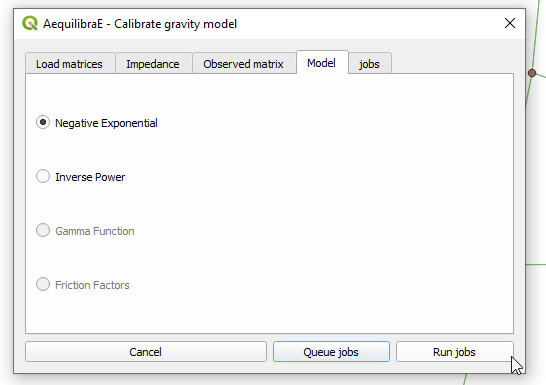 AequilibraE - Calibrate gravity model
Load matrices Impedance Observed matrix Model jobs
Negative Exponential
Inverse Power
Gamma Function
Friction Factors
Cancel Queue jobs Run jobs